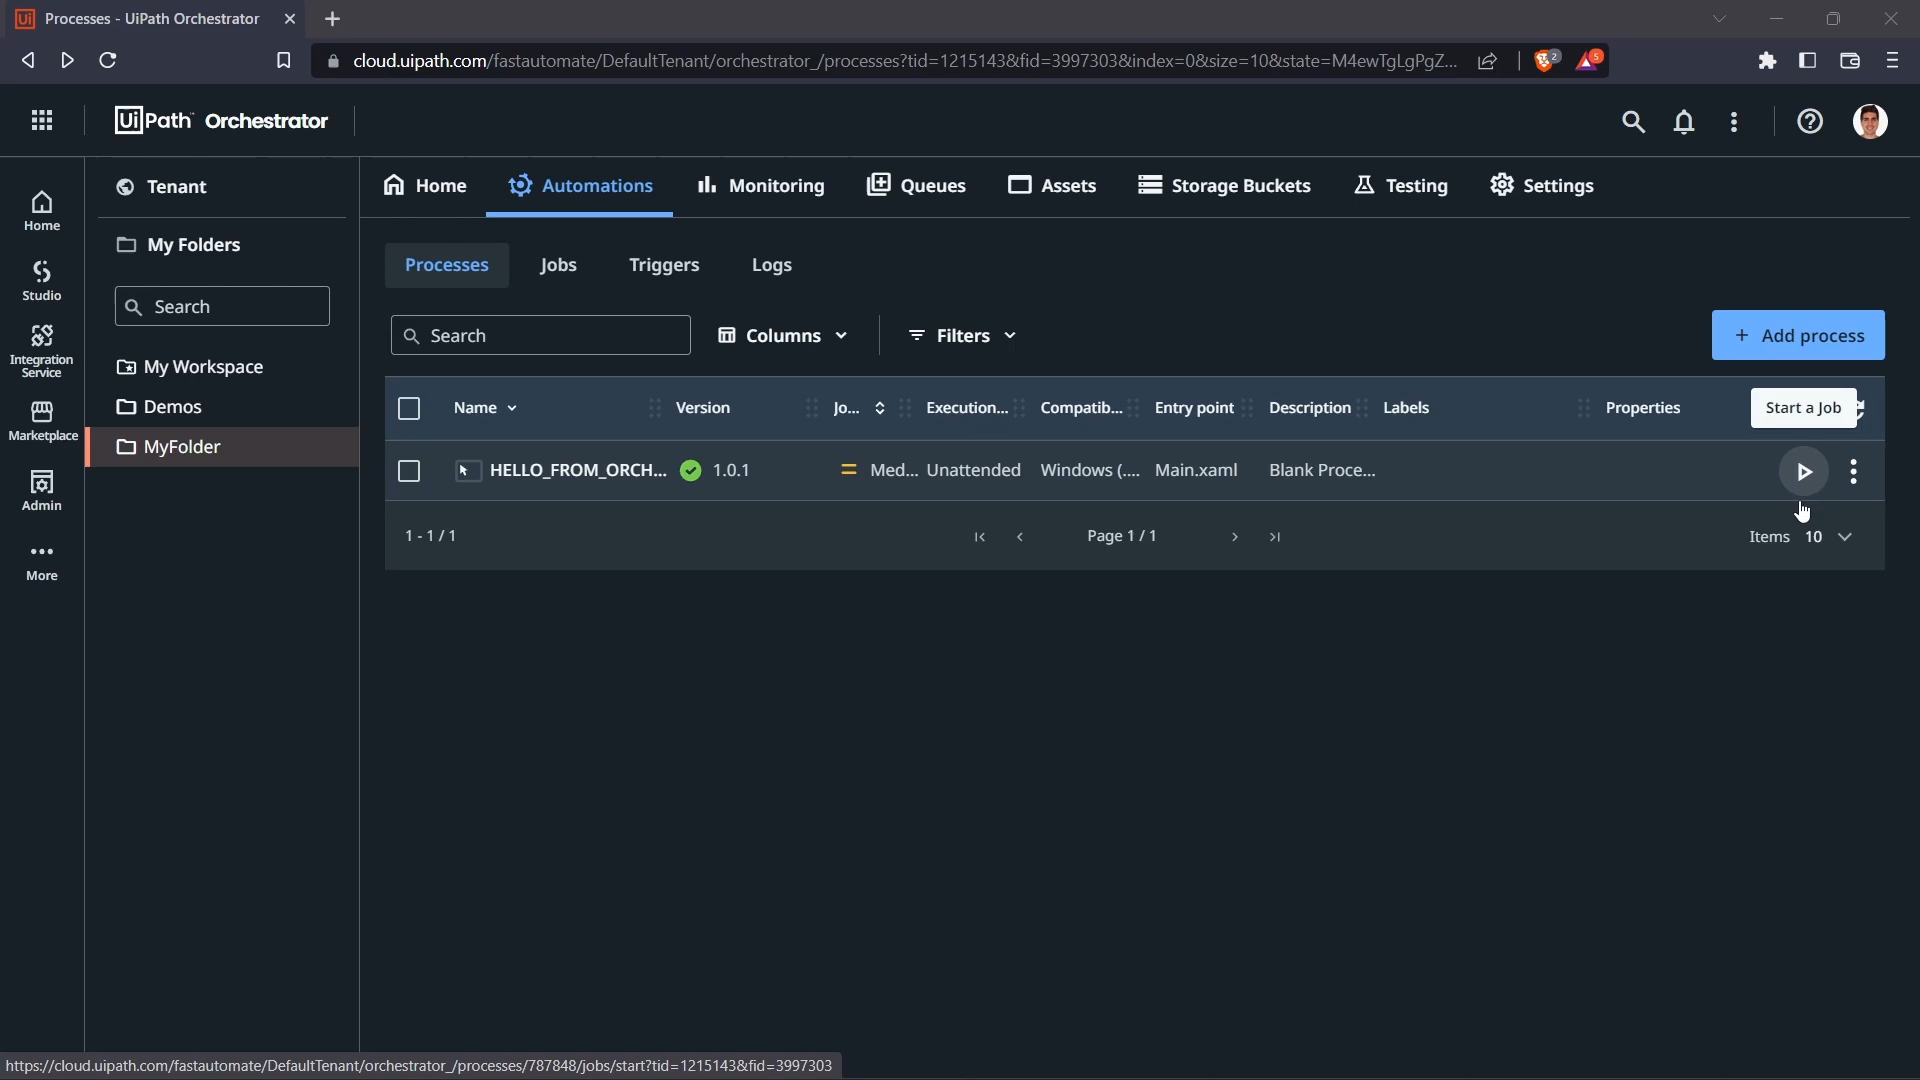 Processes - UiPath Orchestrator
cloud.uipath.com/fastautomate/DefaultTenant/orchestrator_/processes?tid=1215143&fid=3997303&index=0&size=10&state=M4ewTgLgPgZ...
2
5
UiPath Orchestrator
Home
Studio
Integration
Service
Marketplace
Admin
More
Tenant
My Folders
Search
My Workspace
Demos
MyFolder
Home
Automations
Monitoring
Queues
Assets
Storage Buckets
Testing
Settings
Processes
Jobs
Triggers
Logs
Search
Columns
Filters
+ Add process
Name Version Jo... Execution... Compatib... Entry point Description Labels Properties
Start a Job
HELLO_FROM_ORCH... 1.0.1 Med... Unattended Windows (.... Main.xaml Blank Proce...
1 - 1 / 1
Page 1 / 1
Items 10
https://cloud.uipath.com/fastautomate/DefaultTenant/orchestrator_/processes/787848/jobs/start?tid=1215143&fid=3997303